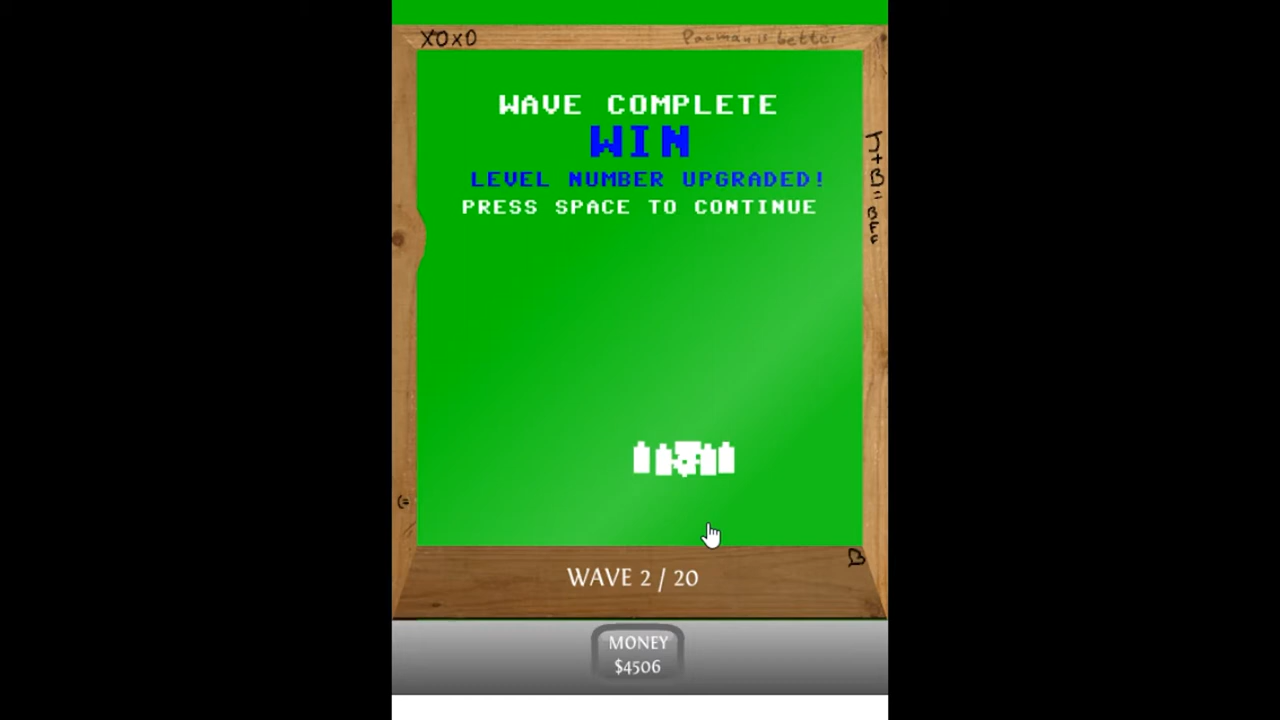 XOXO
Pacman is better
WAVE COMPLETE
WIN
LEVEL NUMBER UPGRADED!
PRESS SPACE TO CONTINUE
h+B=
BFF
(=
B
WAVE 2 / 20
MONEY
$4506